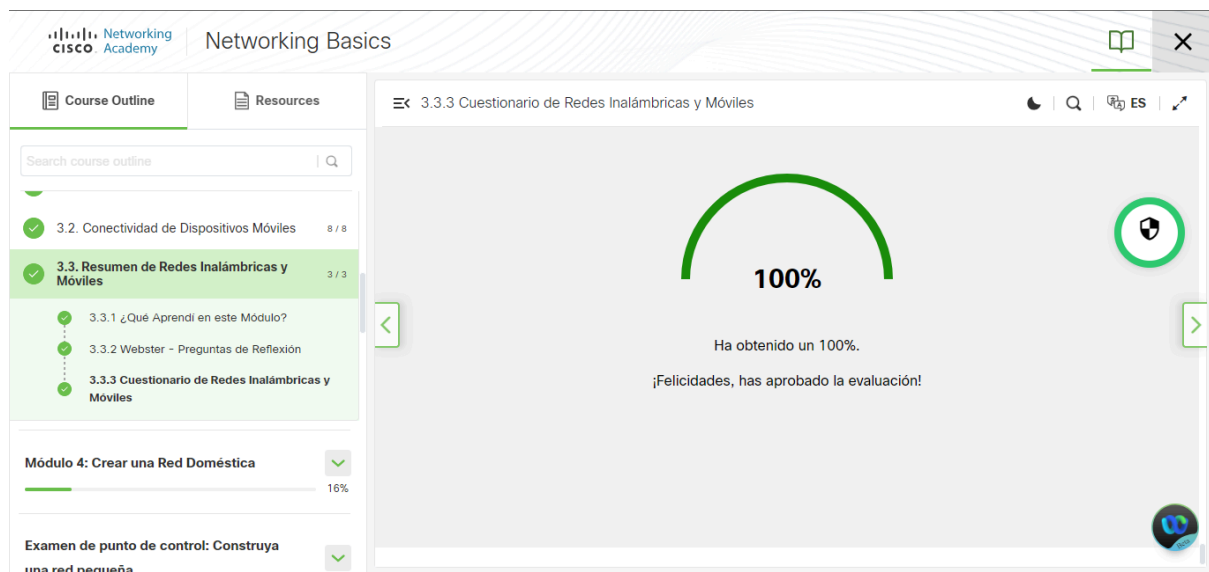 Networking
CISCO Academy
Networking Basics
Course Outline
Resources
3.3.3 Cuestionario de Redes Inalámbricas y Móviles
ES
Search course outline
3.2. Conectividad de Dispositivos Móviles 8 / 8
3.3. Resumen de Redes Inalámbricas y
Móviles
3 / 3
3.3.1 ¿Qué Aprendí en este Módulo?
3.3.2 Webster - Preguntas de Reflexión
3.3.3 Cuestionario de Redes Inalámbricas y
Móviles
Módulo 4: Crear una Red Doméstica
16%
Examen de punto de control: Construya
una red pequeña
100%
Ha obtenido un 100%.
¡Felicidades, has aprobado la evaluación!
Beta